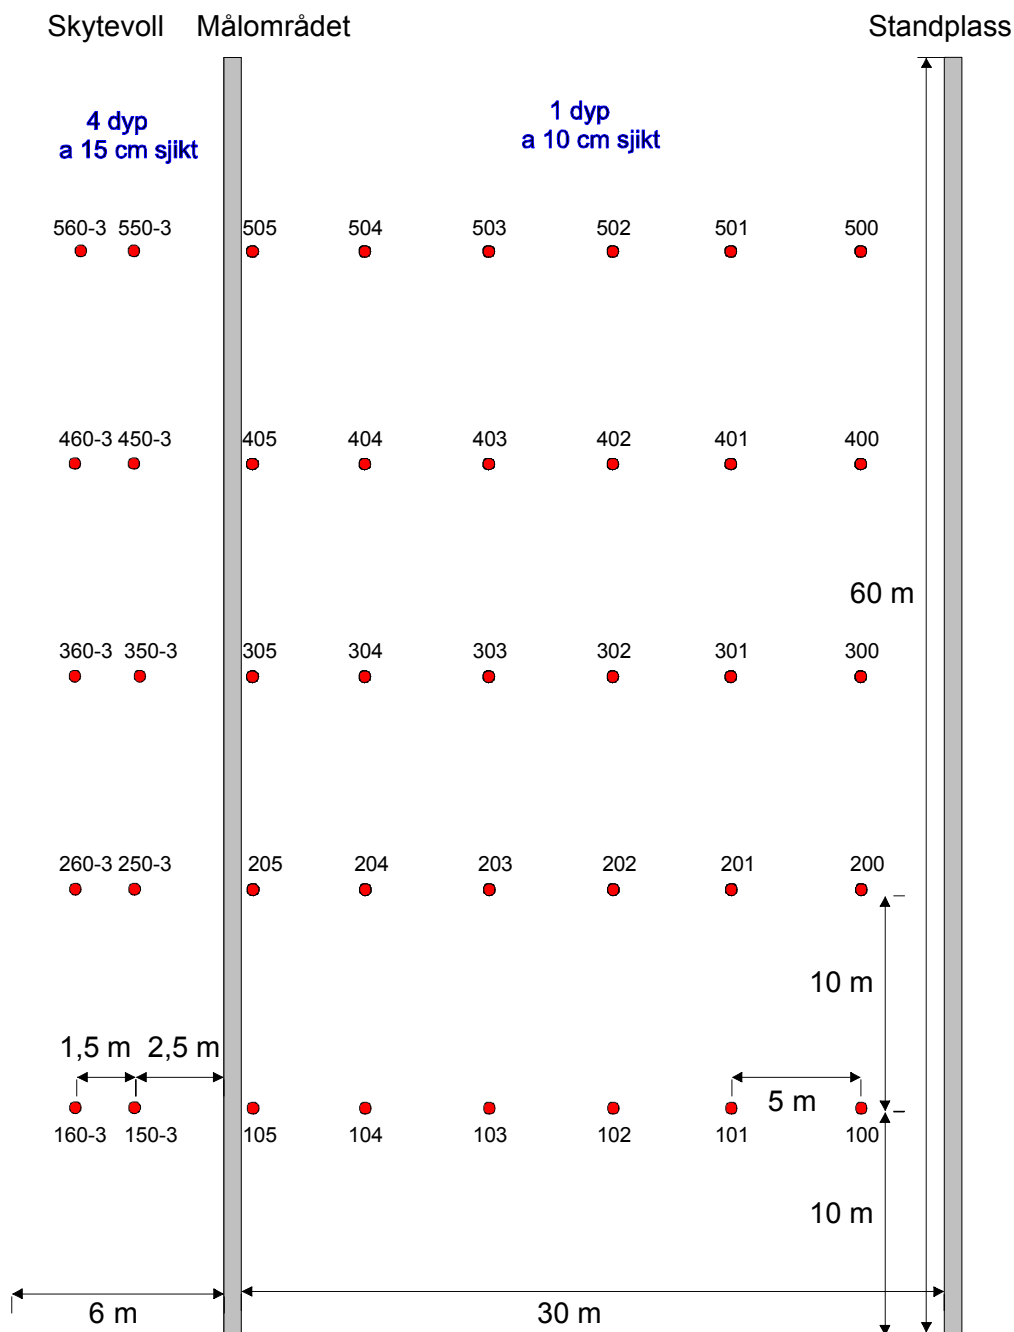 Skytevoll Målområdet Standplass
4 dyp
a 15 cm sjikt
1 dyp
a 10 cm sjikt
560-3 550-3 505 504 503 502 501 500
460-3 450-3 405 404 403 402 401 400
60 m
360-3 350-3 305 304 303 302 301 300
260-3 250-3 205 204 203 202 201 200
10 m
1,5 m 2,5 m
5 m
160-3 150-3 105 104 103 102 101 100
10 m
6 m 30 m